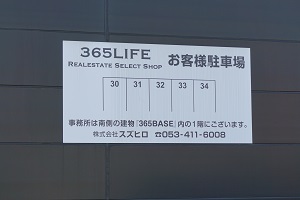 365LIFE
REALESTATE SELECT SHOP
お客様駐車場
30 31 32 33 34
事務所は南側の建物『365BASE』内の1階にございます。
株式会社スズヒロ ☎053-411-6008